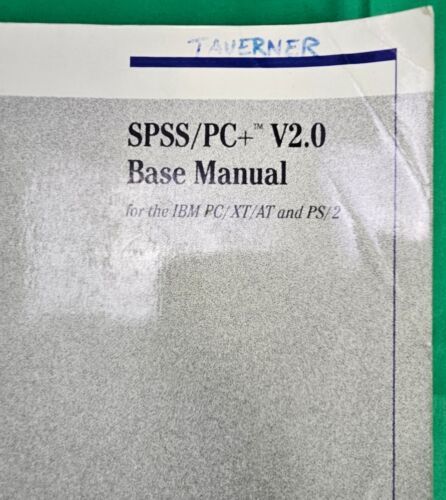 TAVERNER
SPSS/PC+™ V2.0
Base Manual
for the IBM PC/XT/AT and PS/2